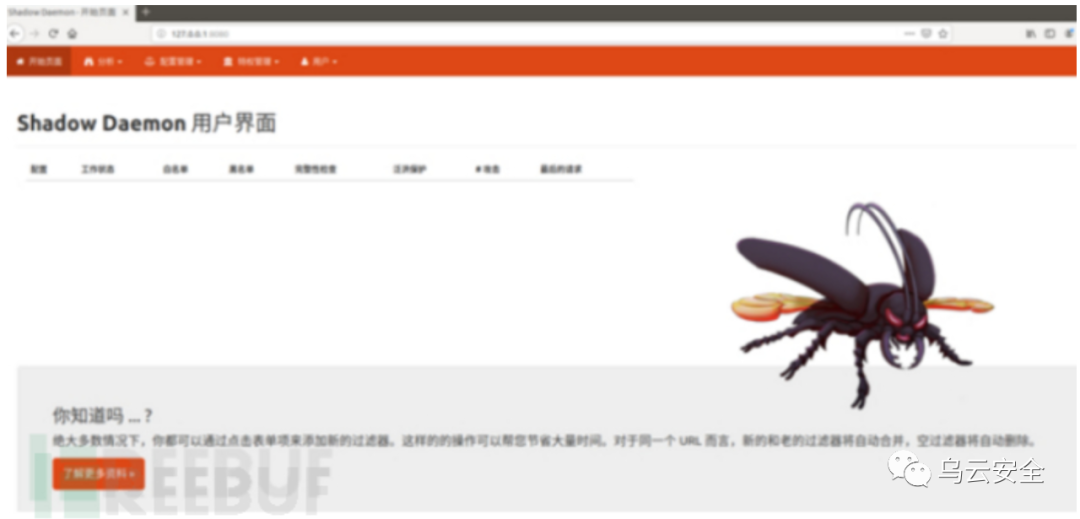 Shadow Daemon - 开始页面
127.0.0.1:8080
开始页面 分析 配置管理 特权管理 用户
Shadow Daemon 用户界面
配置 工作状态 白名单 黑名单 完整性检查 泛洪保护 # 攻击 最后的请求
你知道吗 ... ?
绝大多数情况下，你都可以通过点击表单项来添加新的过滤器。这样的的操作可以帮您节省大量时间。对于同一个 URL 而言，新的和老的过滤器将自动合并，空过滤器将自动删除。
了解更多资料 »
REEBUF
乌云安全